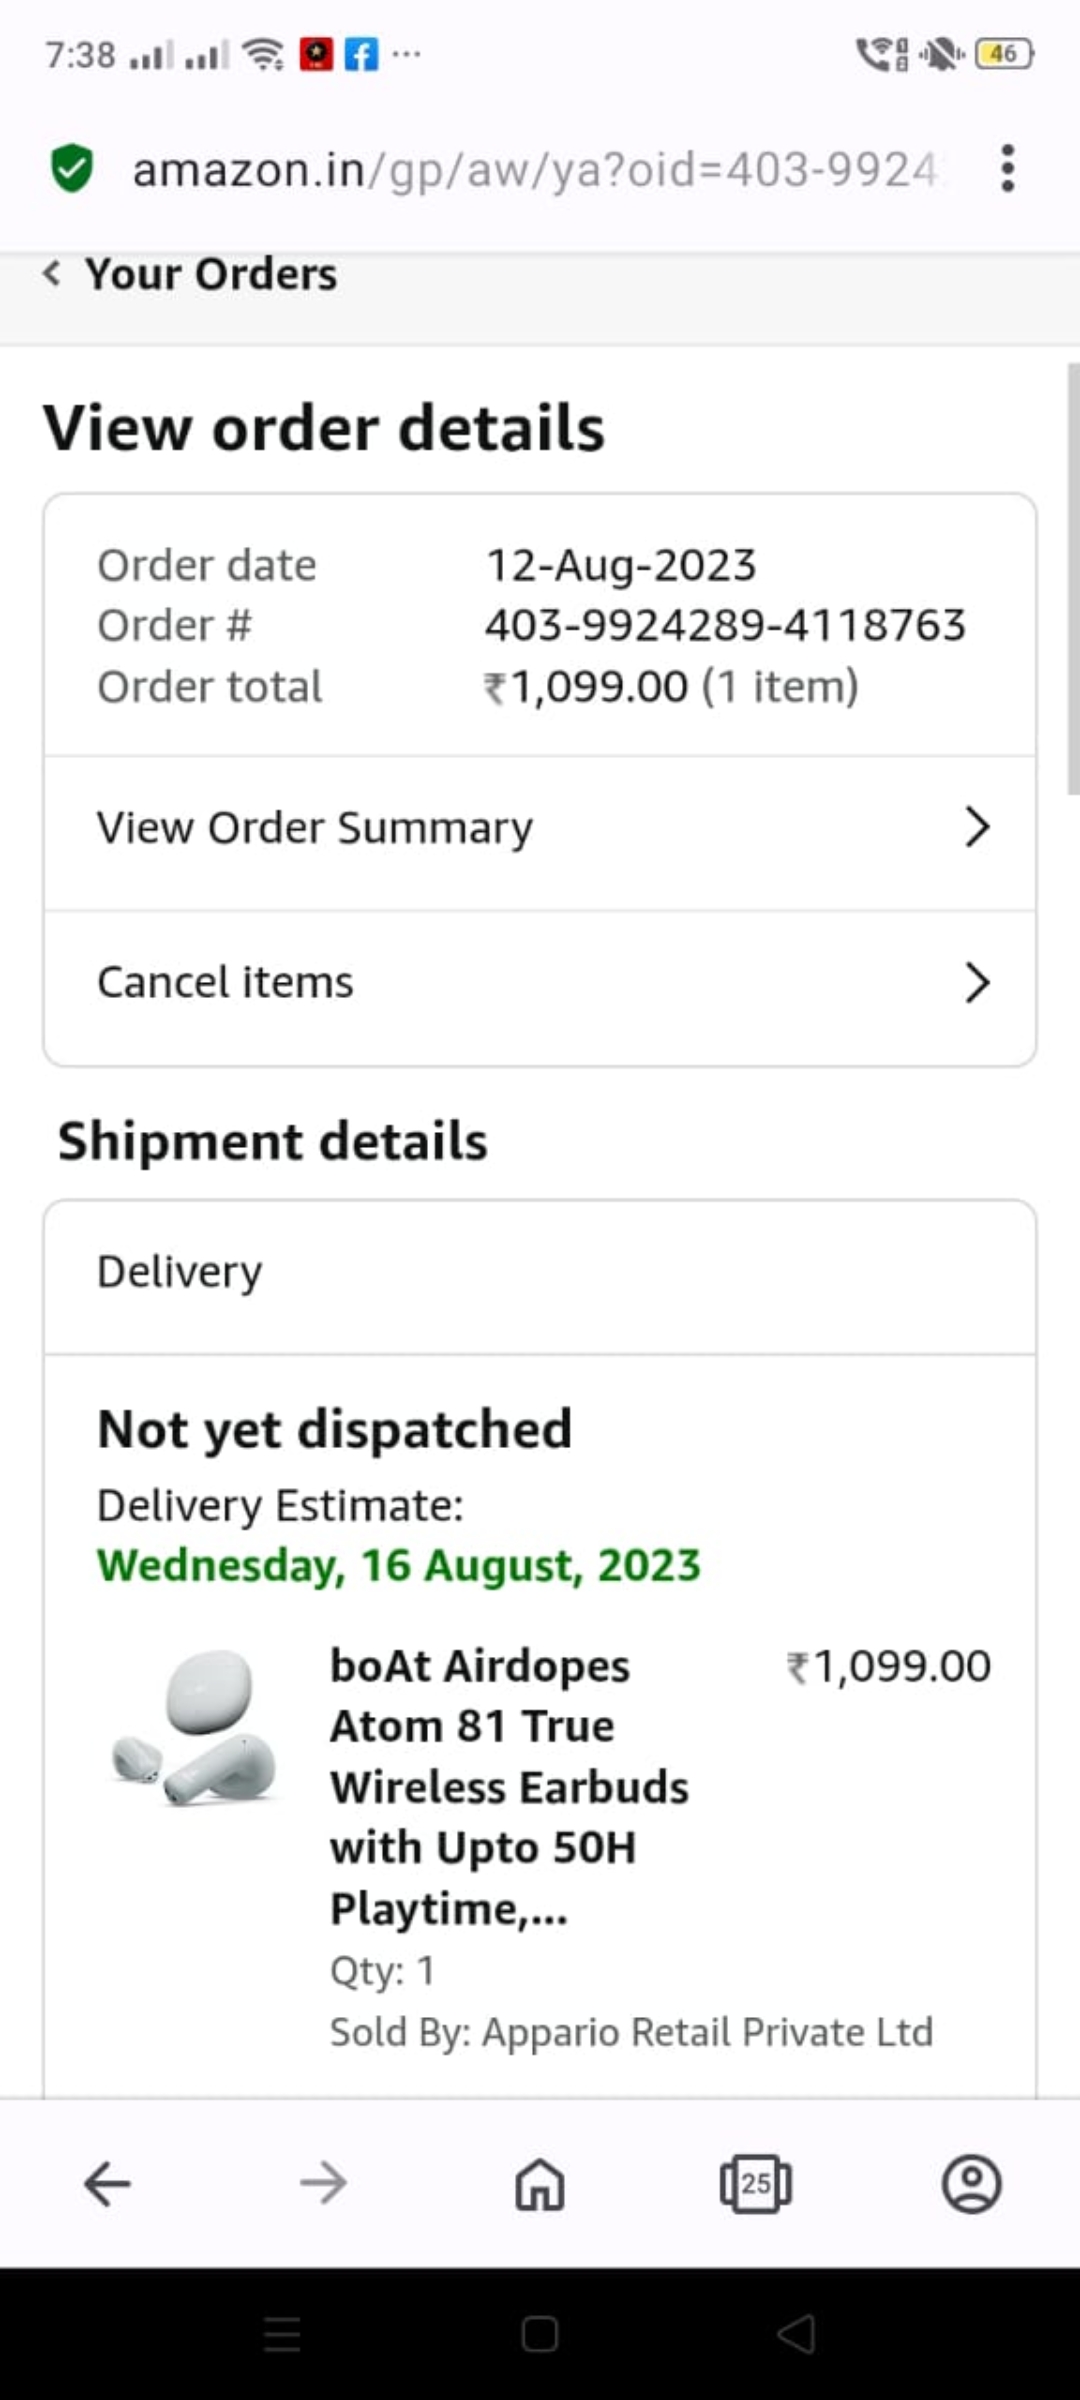 7:38
46
amazon.in/gp/aw/ya?oid=403-9924
Your Orders
View order details
Order date 12-Aug-2023
Order # 403-9924289-4118763
Order total ₹1,099.00 (1 item)
View Order Summary
Cancel items
Shipment details
Delivery
Not yet dispatched
Delivery Estimate:
Wednesday, 16 August, 2023
boAt Airdopes ₹1,099.00
Atom 81 True
Wireless Earbuds
with Upto 50H
Playtime,...
Qty: 1
Sold By: Appario Retail Private Ltd
25